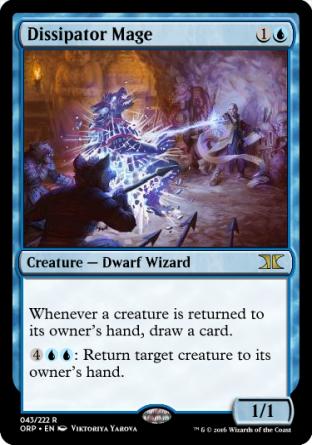 Dissipator Mage 1
Creature — Dwarf Wizard
Whenever a creature is returned to
its owner's hand, draw a card.
4: Return target creature to its
owner's hand.
1/1
043/222 R
ORP • EN Viktoriya Yarova
™ & © 2016 Wizards of the Coast